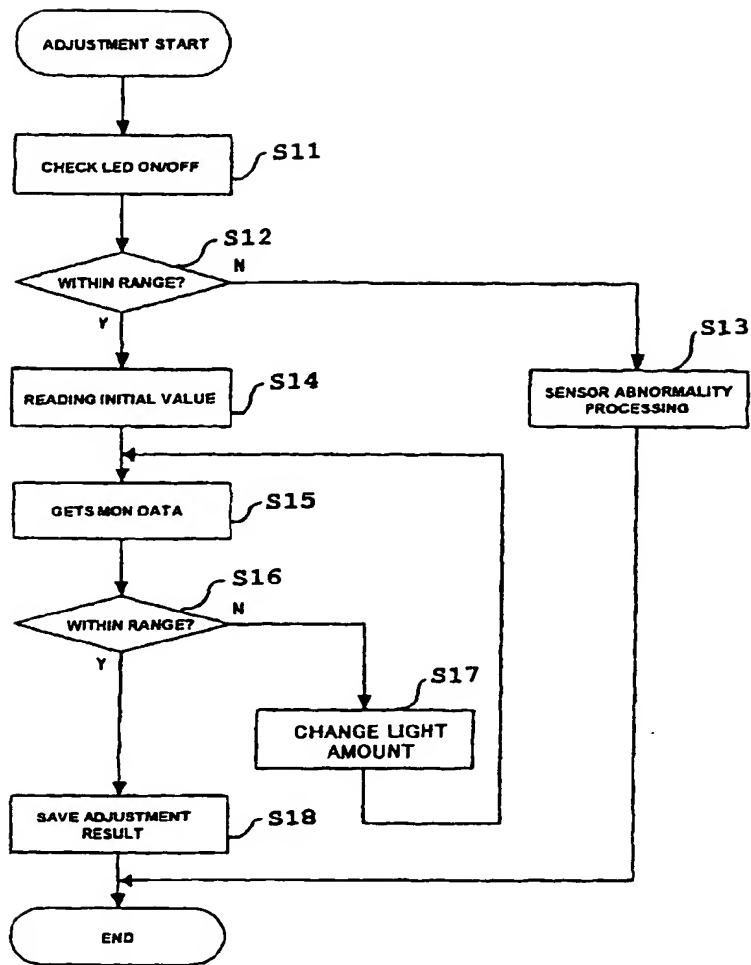 ADJUSTMENT START
CHECK LED ON/OFF
S11
S12
WITHIN RANGE?
N
Y
S13
READING INITIAL VALUE
S14
SENSOR ABNORMALITY
PROCESSING
GETS MON DATA
S15
S16
WITHIN RANGE?
N
Y
S17
CHANGE LIGHT
AMOUNT
SAVE ADJUSTMENT
RESULT
S18
END